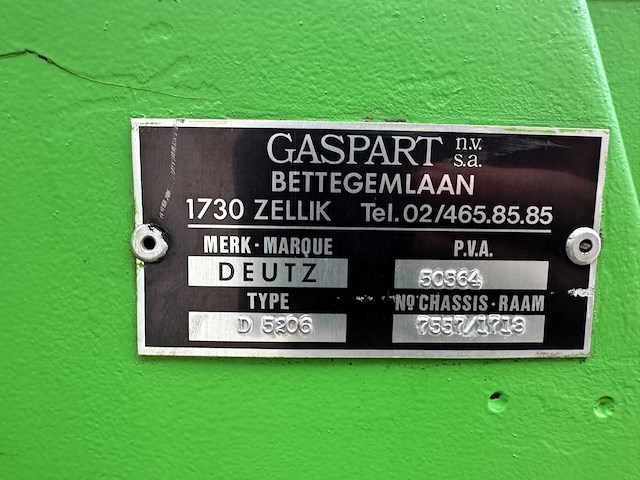 GASPART n.v. s.a.
BETTEGEMLAAN
1730 ZELLIK Tel. 02/465.85.85
MERK - MARQUE P.V.A.
DEUTZ 50564
TYPE NO CHASSIS - RAAM
D 5206 7557/1718